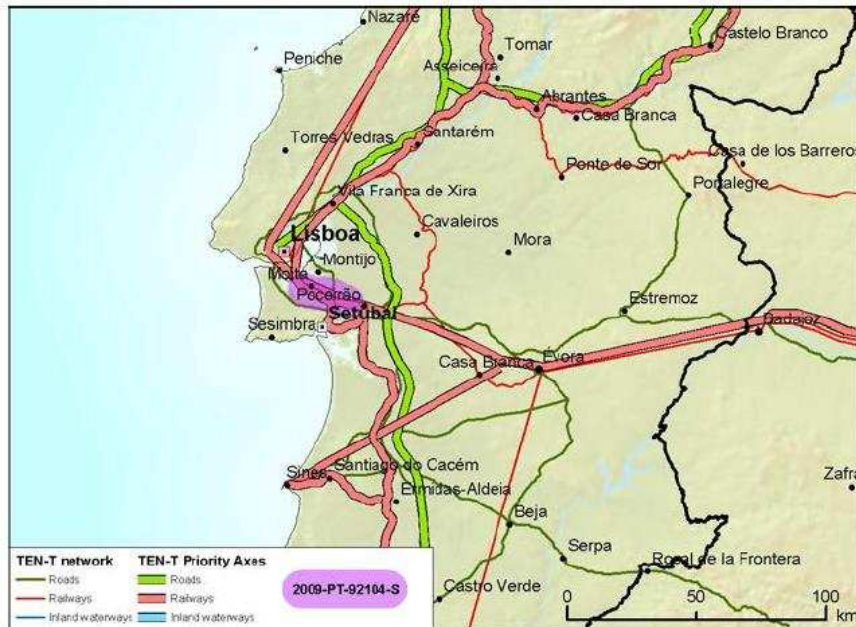 Nazaré
Castelo Branco
Tomar
Peniche
Asseiceira
Abrantes
Casa Branca
Santarém
Torres Vedras
Ponte de Sor
Casa de los Barreros
Portalegre
Vila Franca de Xira
Cavaleiros
Lisboa
Mora
Montijo
Moita
Poceirão
Estremoz
Setúbal
Badajoz
Sesimbra
Évora
Casa Branca
Sines
Santiago do Cacém
Zafra
Ermidas-Aldeia
Beja
Serpa
Rosal de la Frontera
Castro Verde
TEN-T network
Roads
Railways
Inland waterways
TEN-T Priority Axes
Roads
Railways
Inland waterways
2009-PT-92104-S
0 50 100
km